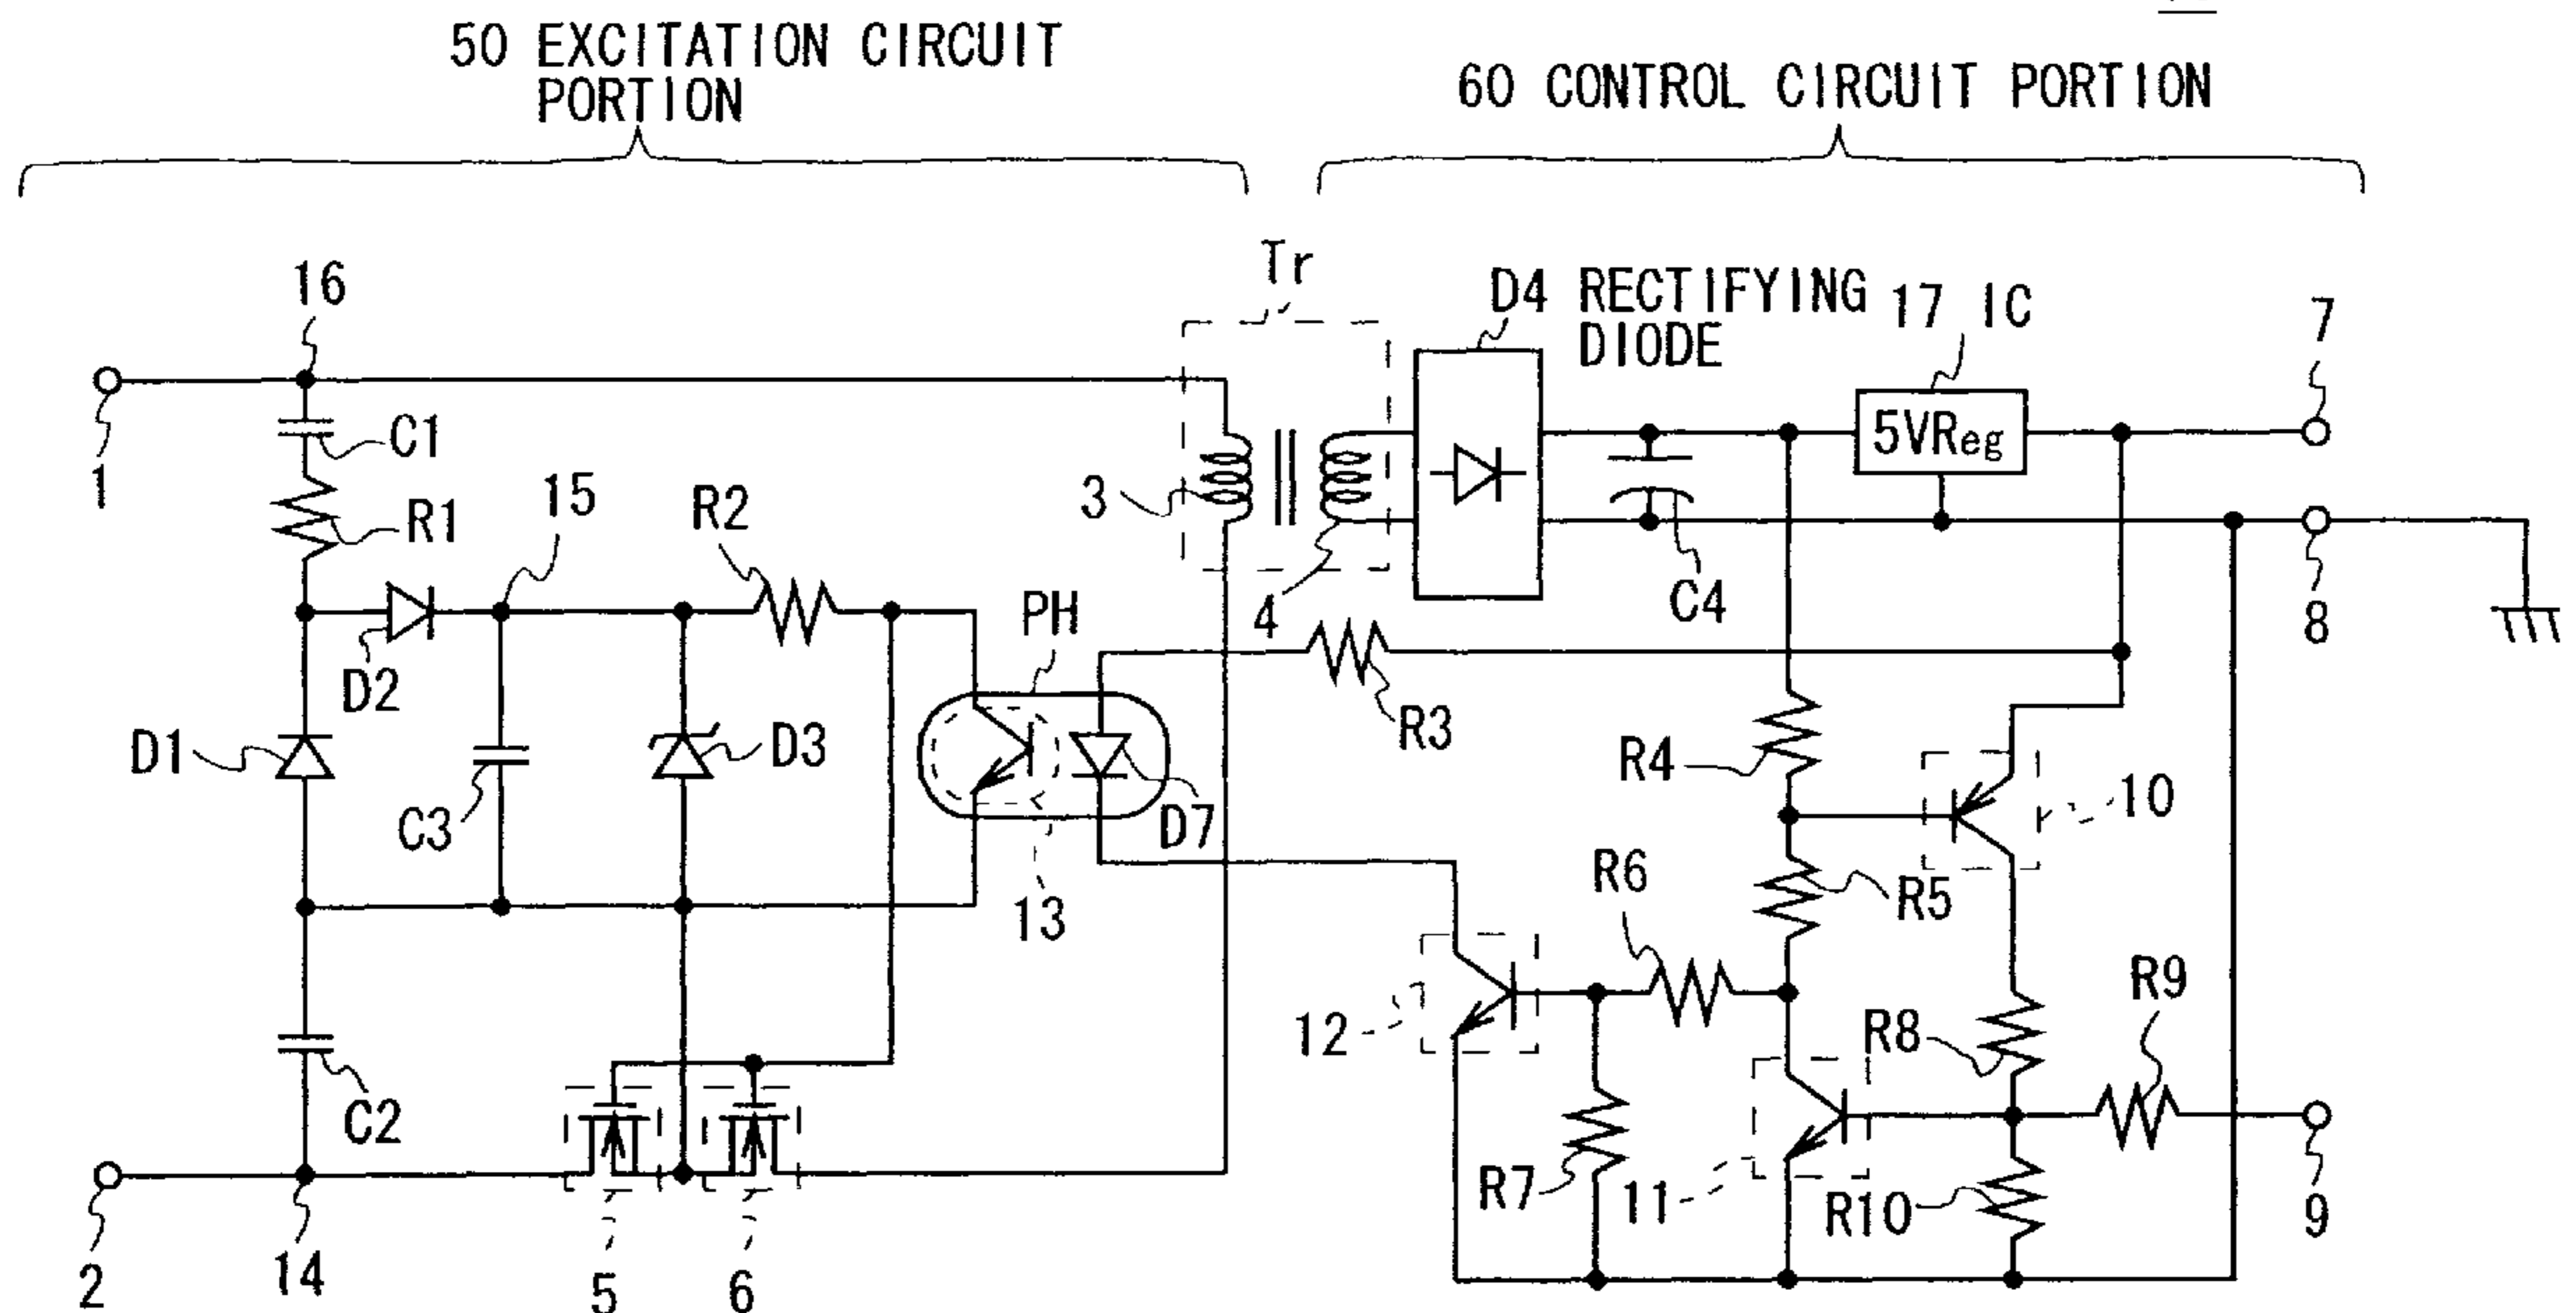 50 EXCITATION CIRCUIT
PORTION
60 CONTROL CIRCUIT PORTION
Tr
16
D4 RECTIFYING
DIODE
17 IC
7
1
C1
R1
15
R2
3
4
5VReg
C4
8
D2
PH
R3
D1
C3
D3
D7
R4
10
13
R6
R5
12
R8
R9
C2
R7
11
R10
9
2
14
5
6